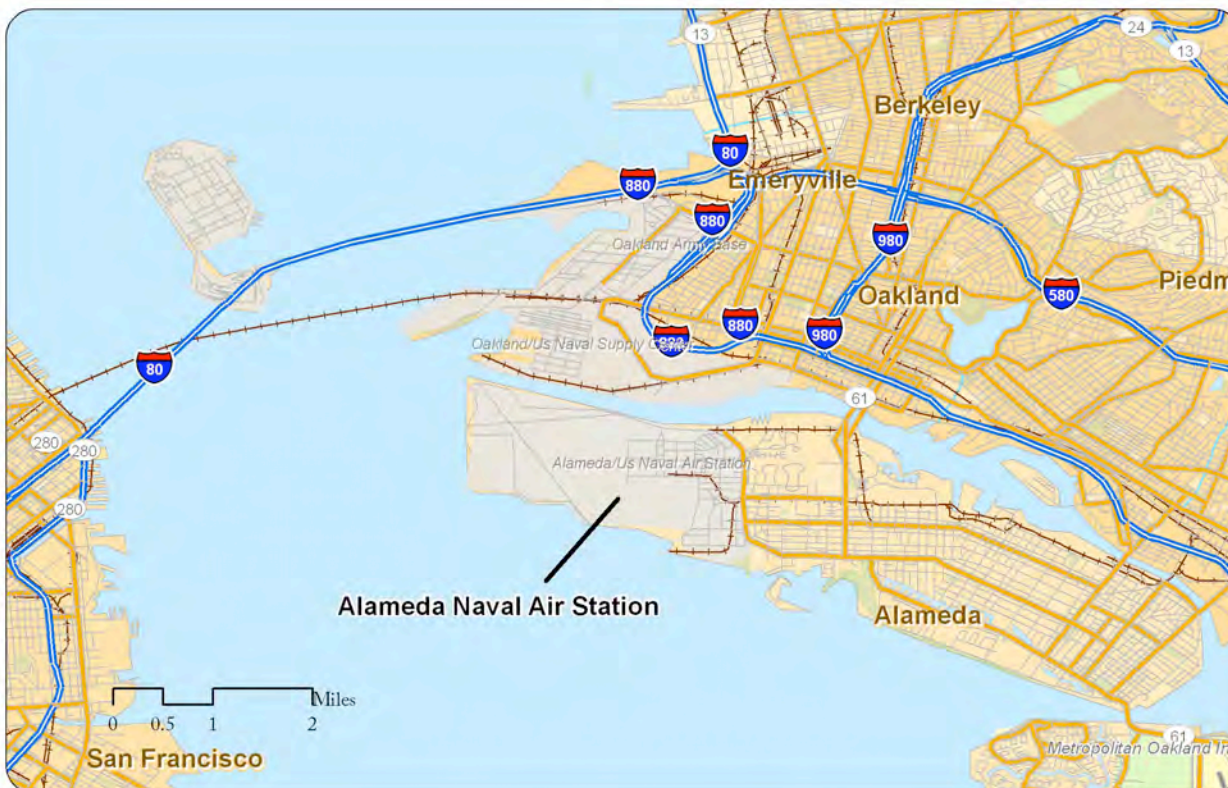 24
13
13
Berkeley
80
Emeryville
880
880
Oakland Army Base
980
Oakland
580
Piedm
880
980
880
Oakland/Us Naval Supply Center
80
61
280
280
Alameda/Us Naval Air Station
280
Alameda Naval Air Station
Alameda
Miles
0 0.5 1 2
61
San Francisco
Metropolitan Oakland In